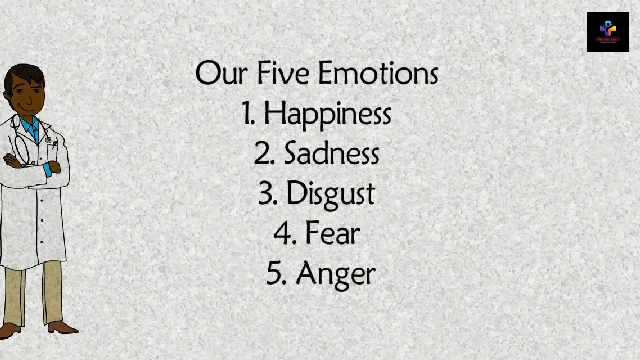 Our Five Emotions
1. Happiness
2. Sadness
3. Disgust
4. Fear
5. Anger